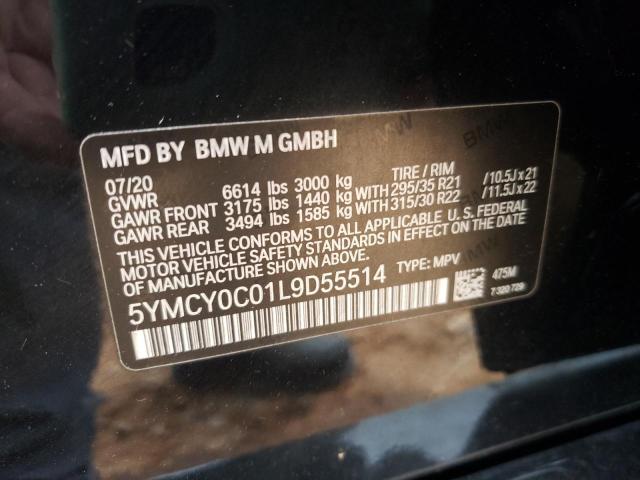 MFD BY BMW M GMBH
07/20
GVWR 6614 lbs 3000 kg TIRE / RIM
GAWR FRONT 3175 lbs 1440 kg WITH 295/35 R21 /10.5J x 21
GAWR REAR 3494 lbs 1585 kg WITH 315/30 R22 /11.5J x 22
THIS VEHICLE CONFORMS TO ALL APPLICABLE U. S. FEDERAL
MOTOR VEHICLE SAFETY STANDARDS IN EFFECT ON THE DATE
OF MANUFACTURE SHOWN ABOVE.
5YMCY0C01L9D55514 TYPE: MPV
475M
7 320 729